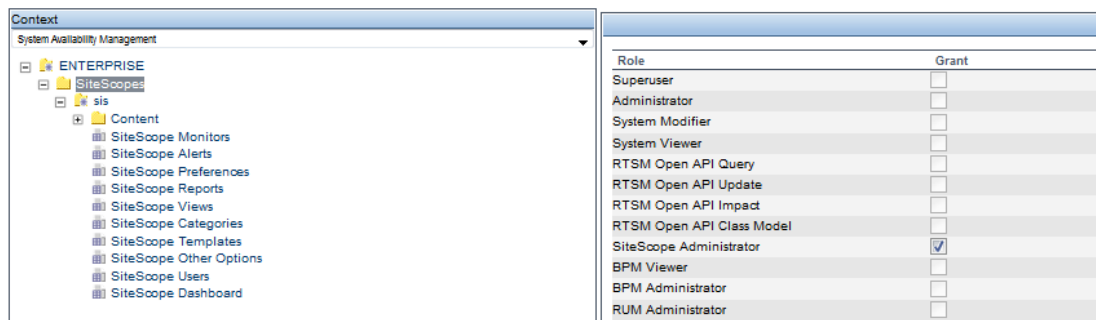 Context
System Availability Management
ENTERPRISE
SiteScopes
sis
Content
SiteScope Monitors
SiteScope Alerts
SiteScope Preferences
SiteScope Reports
SiteScope Views
SiteScope Categories
SiteScope Templates
SiteScope Other Options
SiteScope Users
SiteScope Dashboard
Role Grant
Superuser
Administrator
System Modifier
System Viewer
RTSM Open API Query
RTSM Open API Update
RTSM Open API Impact
RTSM Open API Class Model
SiteScope Administrator
BPM Viewer
BPM Administrator
RUM Administrator